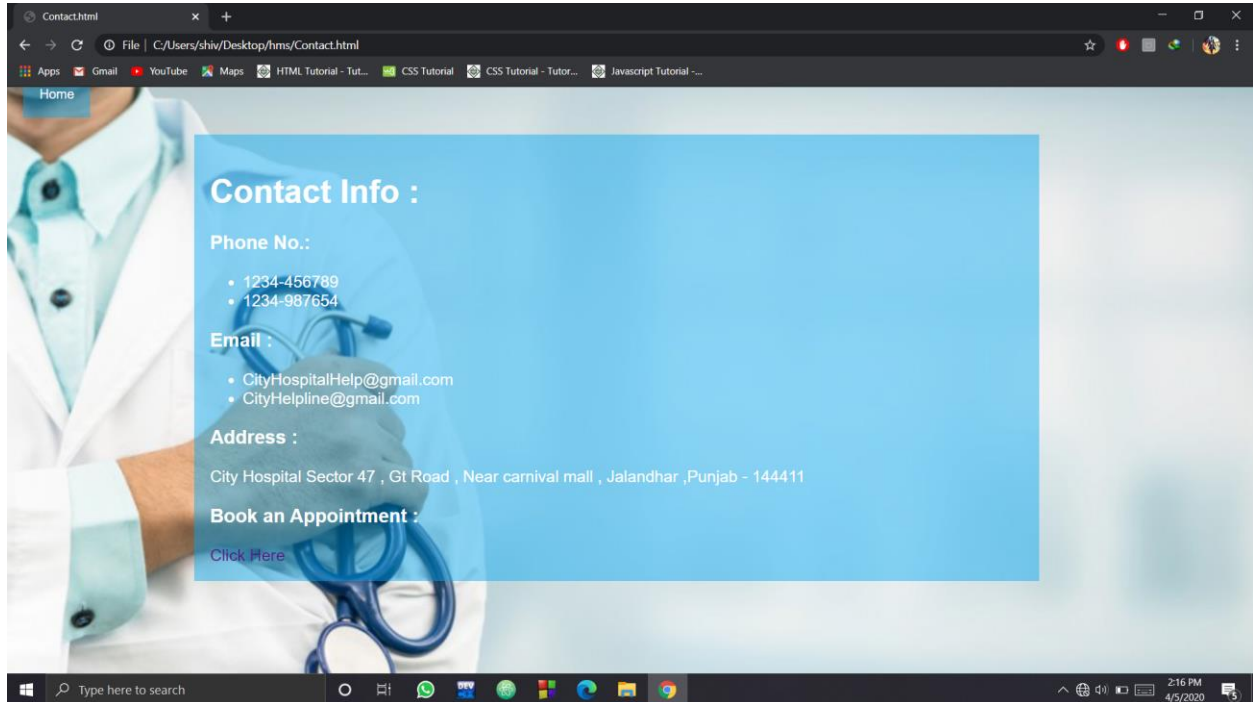 Contact.html
File | C:/Users/shiv/Desktop/hms/Contact.html
Apps Gmail YouTube Maps HTML Tutorial - Tut... CSS Tutorial CSS Tutorial - Tutor... Javascript Tutorial -...
Home
Contact Info :
Phone No.:
• 1234-456789
• 1234-987654
Email :
• CityHospitalHelp@gmail.com
• CityHelpline@gmail.com
Address :
City Hospital Sector 47 , Gt Road , Near carnival mall , Jalandhar ,Punjab - 144411
Book an Appointment :
Click Here
Type here to search
DEV
2:16 PM
4/5/2020
5